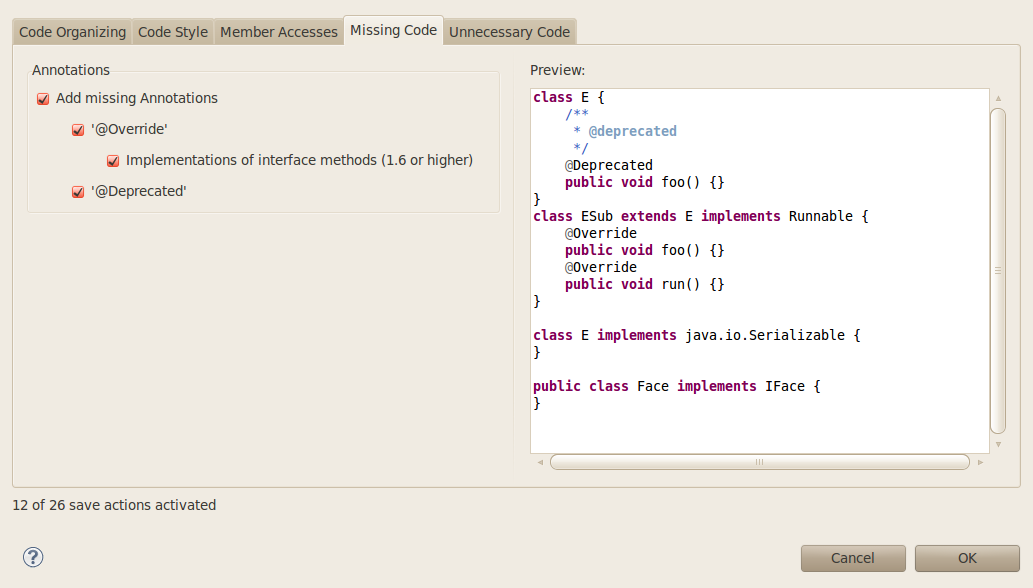 Code Organizing Code Style Member Accesses Missing Code Unnecessary Code
Annotations
Add missing Annotations
'@Override'
Implementations of interface methods (1.6 or higher)
'@Deprecated'
Preview:
class E {
    /**
     * @deprecated
     */
    @Deprecated
    public void foo() {}
}
class ESub extends E implements Runnable {
    @Override
    public void foo() {}
    @Override
    public void run() {}
}

class E implements java.io.Serializable {
}

public class Face implements IFace {
}
12 of 26 save actions activated
?
Cancel OK